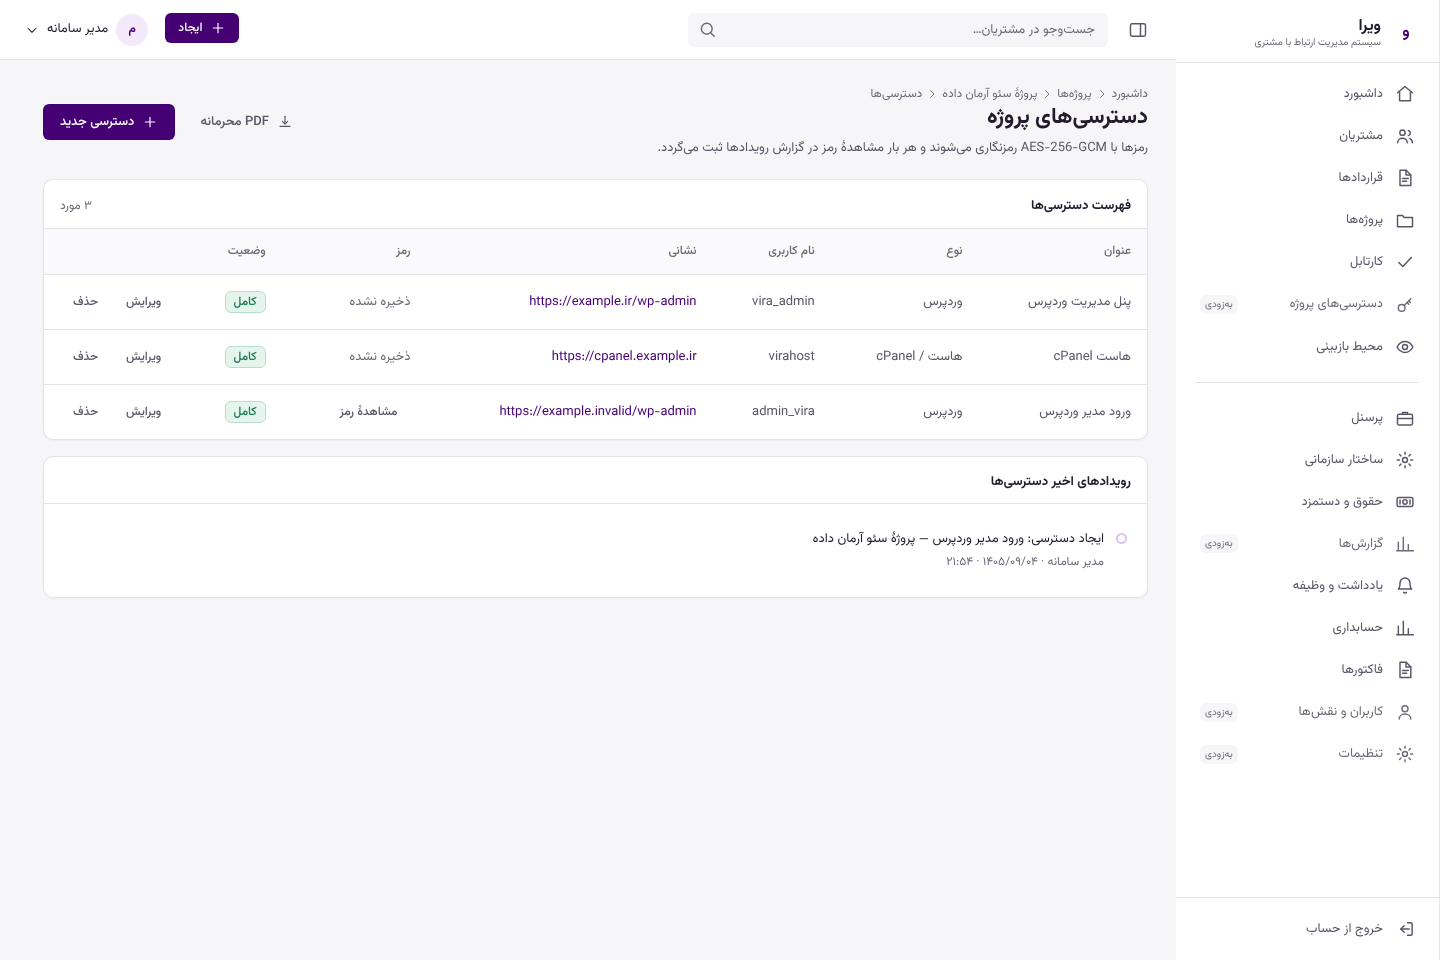 و
ویرا
سیستم مدیریت ارتباط با مشتری
داشبورد
مشتریان
قراردادها
پروژه‌ها
کارتابل
دسترسی‌های پروژه به‌زودی
محیط بازبینی
پرسنل
ساختار سازمانی
حقوق و دستمزد
گزارش‌ها به‌زودی
یادداشت و وظیفه
حسابداری
فاکتورها
کاربران و نقش‌ها به‌زودی
تنظیمات به‌زودی
خروج از حساب
جست‌وجو در مشتریان...
ایجاد
م مدیر سامانه
داشبورد پروژه‌ها پروژهٔ سئو آرمان داده دسترسی‌ها
دسترسی‌های پروژه
رمزها با AES-256-GCM رمزنگاری می‌شوند و هر بار مشاهدهٔ رمز در گزارش رویدادها ثبت می‌گردد.
PDF محرمانه
دسترسی جدید
فهرست دسترسی‌ها ۳ مورد
عنوان نوع نام کاربری نشانی رمز وضعیت
پنل مدیریت وردپرس وردپرس vira_admin https://example.ir/wp-admin ذخیره نشده کامل ویرایش حذف
هاست cPanel هاست / cPanel virahost https://cpanel.example.ir ذخیره نشده کامل ویرایش حذف
ورود مدیر وردپرس وردپرس admin_vira https://example.invalid/wp-admin مشاهدهٔ رمز کامل ویرایش حذف
رویدادهای اخیر دسترسی‌ها
ایجاد دسترسی: ورود مدیر وردپرس — پروژهٔ سئو آرمان داده
مدیر سامانه · ۱۴۰۵/۰۹/۰۴ · ۲۱:۵۴